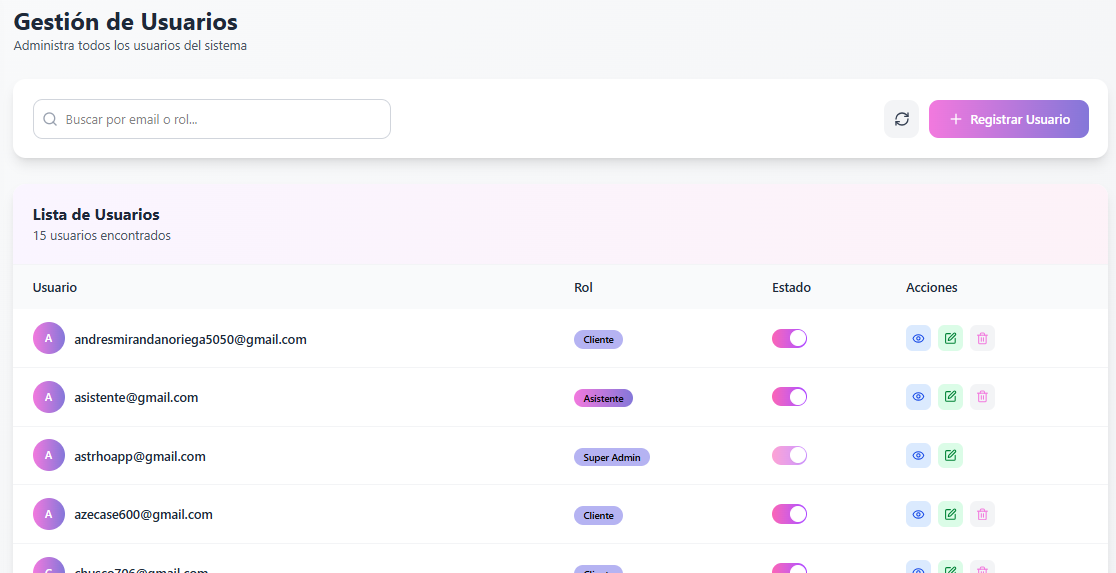 Gestión de Usuarios
Administra todos los usuarios del sistema
Buscar por email o rol...
Registrar Usuario
Lista de Usuarios
15 usuarios encontrados
Usuario Rol Estado Acciones
A andresmirandanoriega5050@gmail.com Cliente
A asistente@gmail.com Asistente
A astrhoapp@gmail.com Super Admin
A azecase600@gmail.com Cliente
Cliente